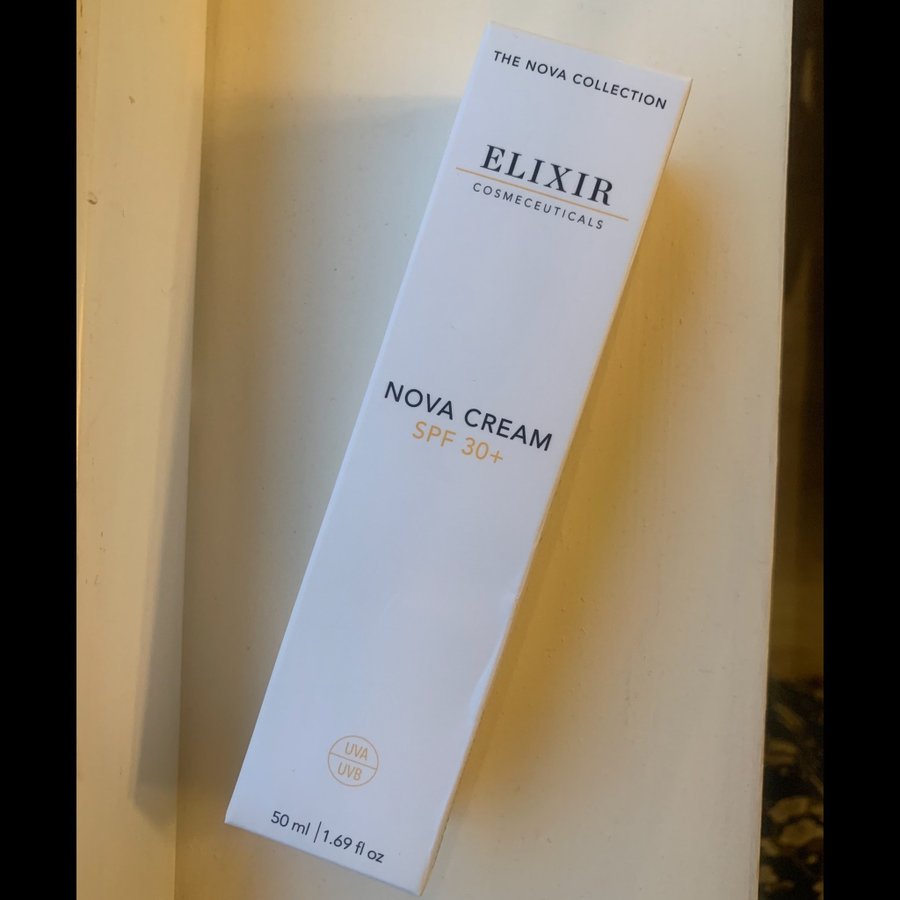 THE NOVA COLLECTION
ELIXIR
COSMECEUTICALS
NOVA CREAM
SPF 30+
UVA
UVB
50 ml | 1.69 fl oz